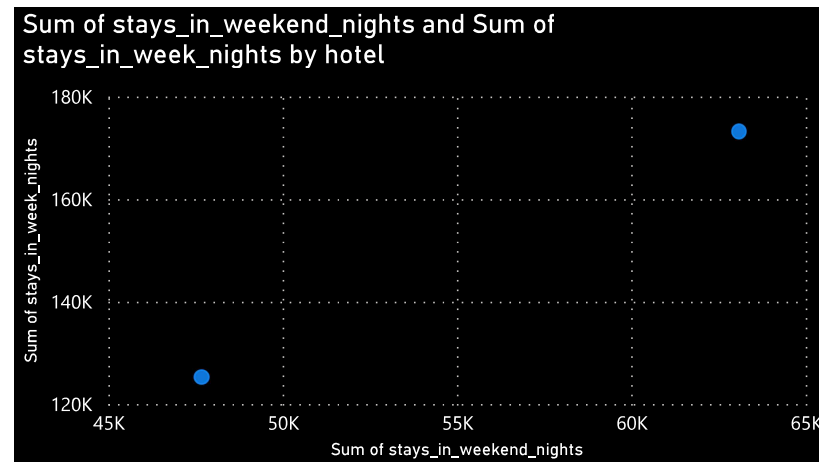 Sum of stays_in_weekend_nights and Sum of
stays_in_week_nights by hotel
180K
160K
140K
120K
Sum of stays_in_week_nights
45K
50K
55K
60K
65K
Sum of stays_in_weekend_nights